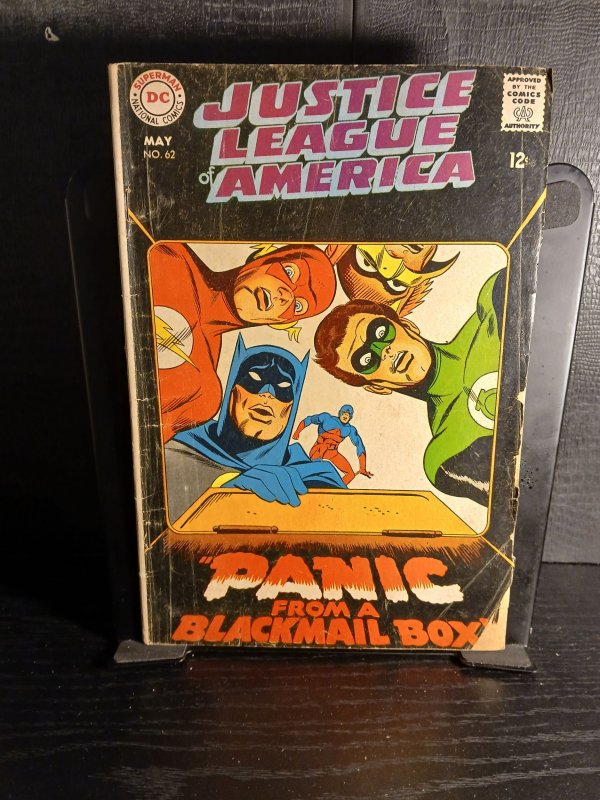 SUPERMAN
DC
NATIONAL COMICS
MAY
NO. 62
JUSTICE
LEAGUE
of AMERICA
APPROVED
BY THE
COMICS
CODE
CA
AUTHORITY
12¢
"PANIC
FROM A
BLACKMAIL BOX"